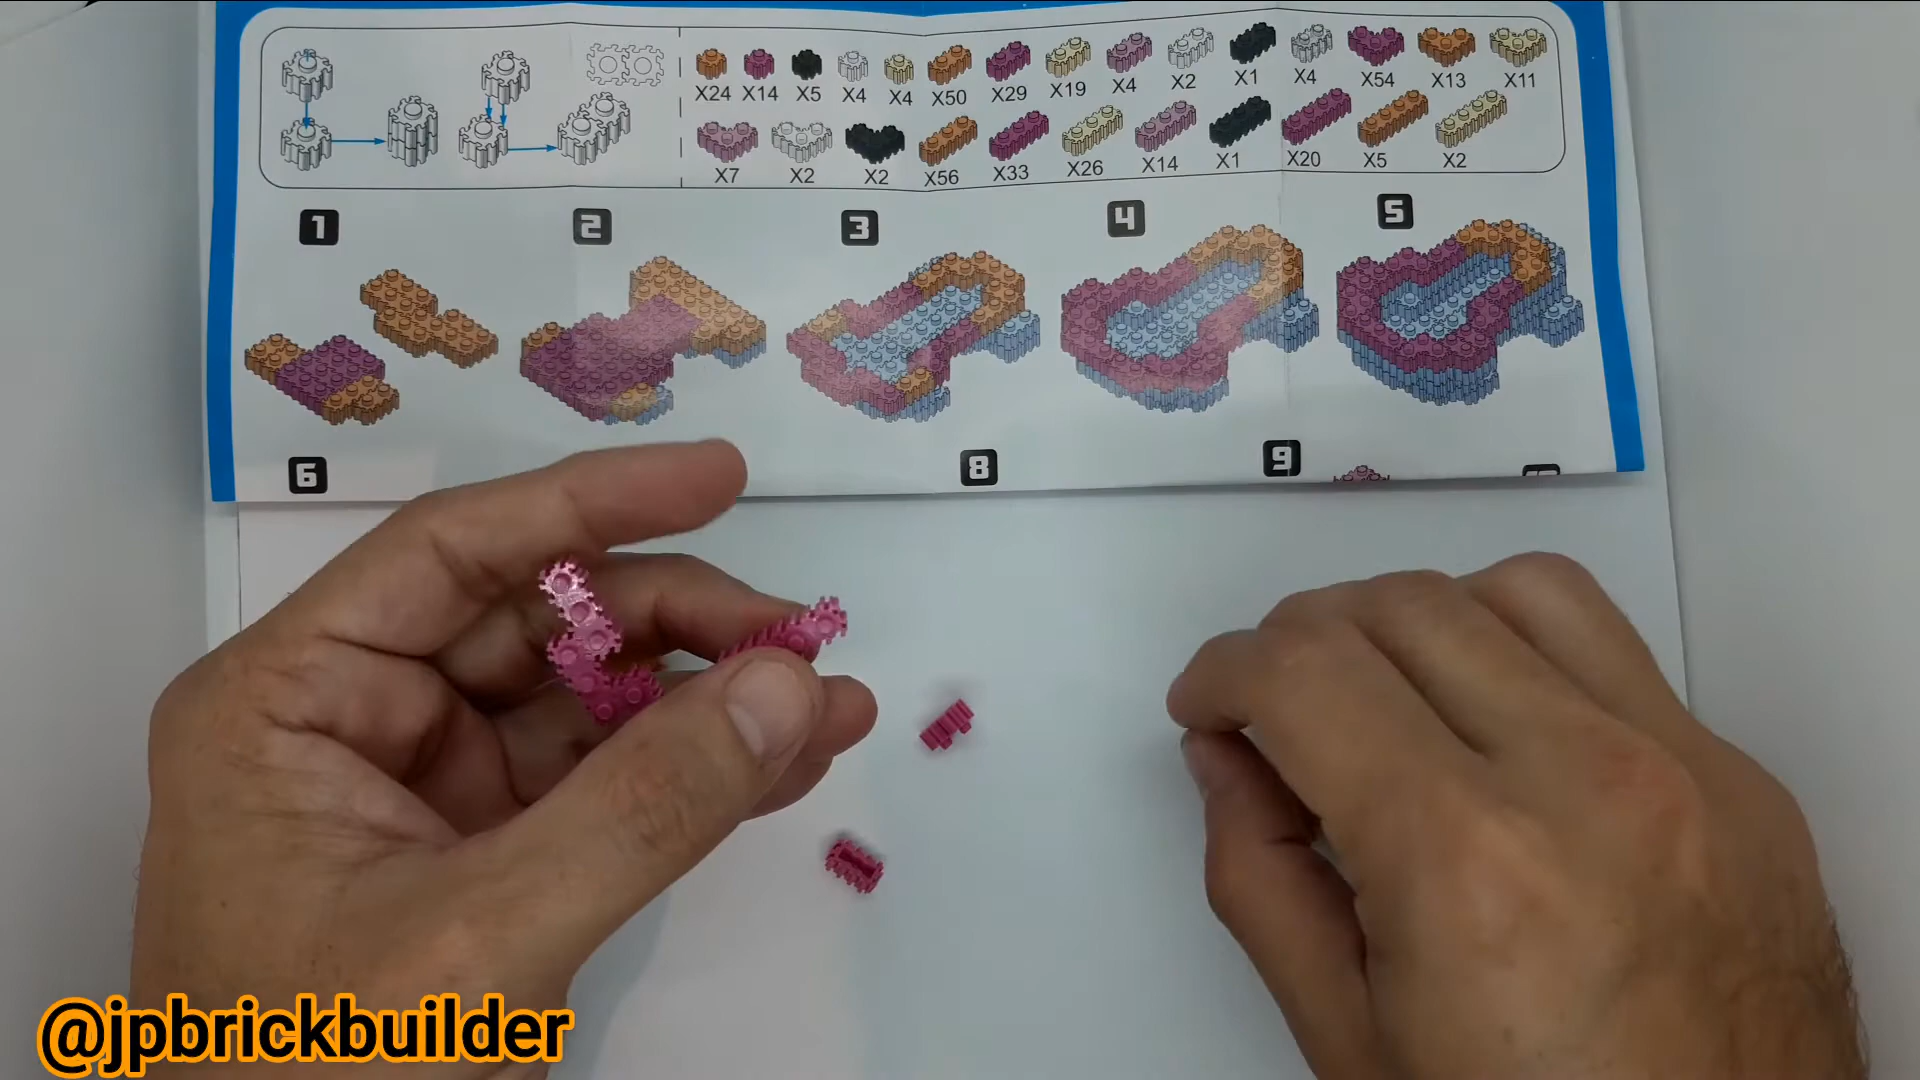 X24 X14 X5 X4 X4 X50 X29 X19 X4 X2 X1 X4 X54 X13 X11
X7 X2 X2 X56 X33 X26 X14 X1 X20 X5 X2
1 2 3 4 5
6 8 9
@jpbrickbuilder